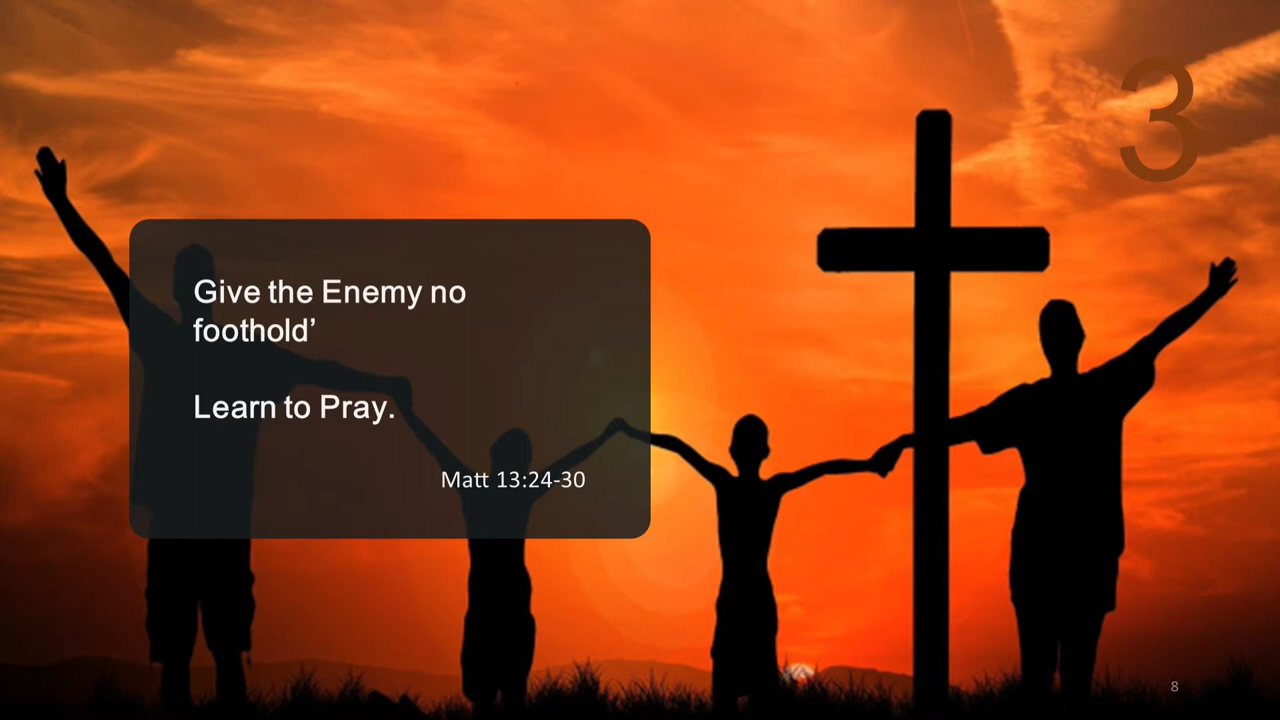 3
Give the Enemy no
foothold’
Learn to Pray.
Matt 13:24-30
8